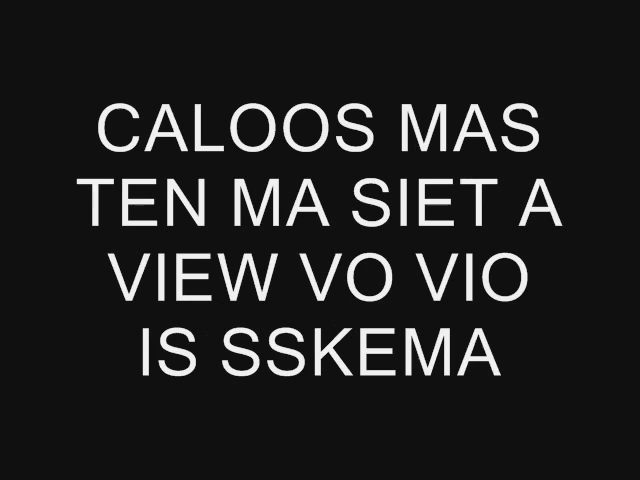 CALOOS MAS
TEN MA SIET A
VIEW VO VIO
IS SSKEMA